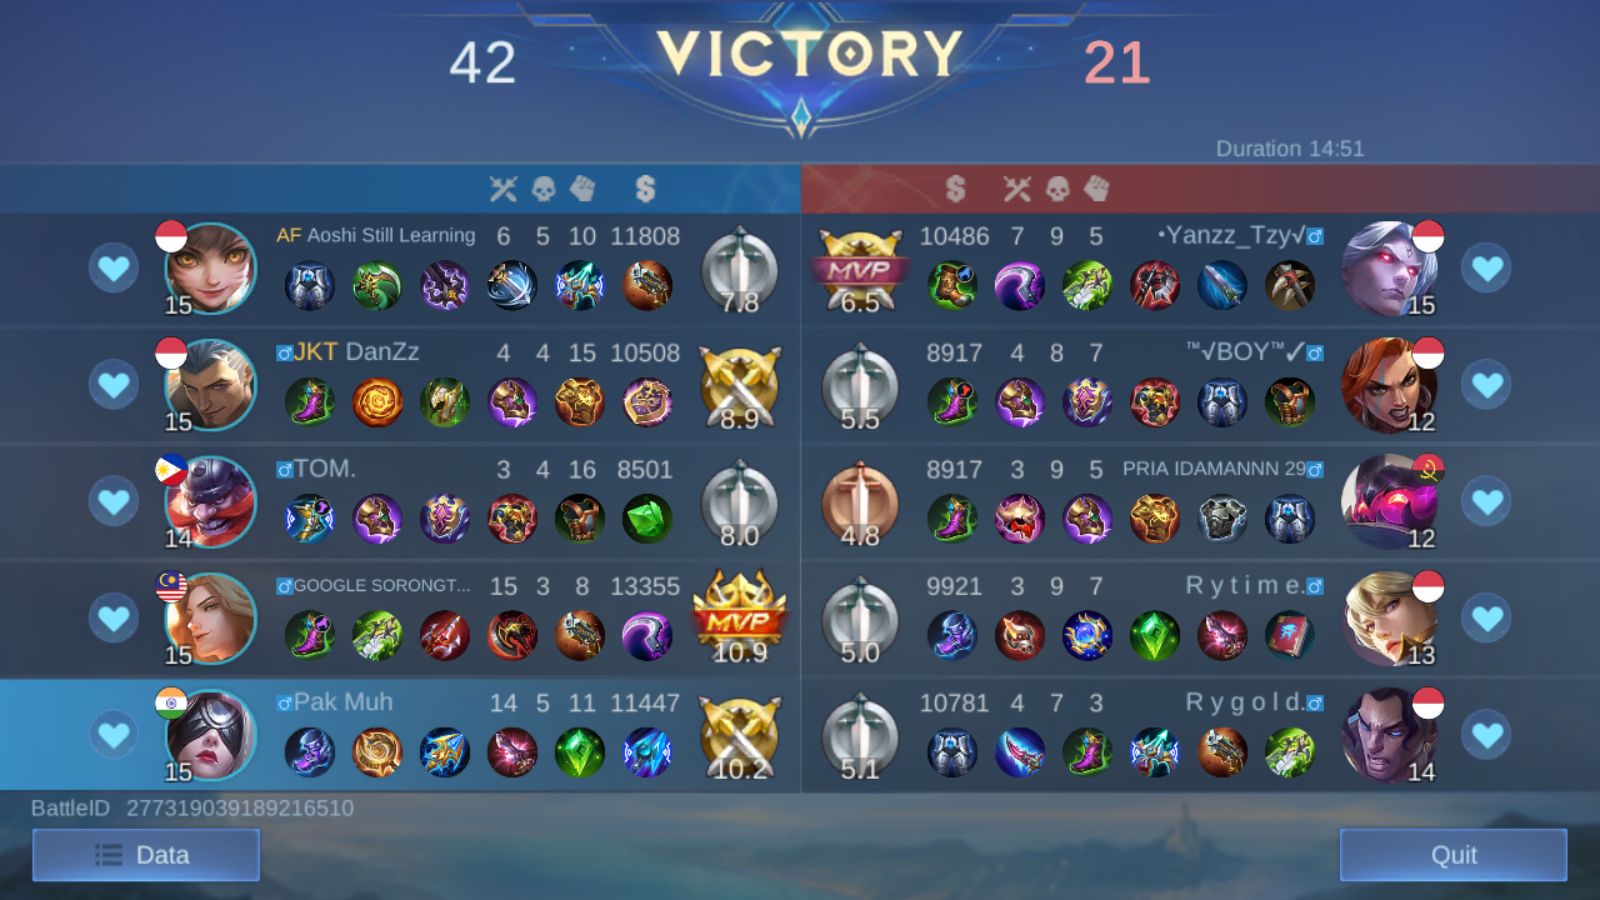 42 VICTORY 21
Duration 14:51
AF Aoshi Still Learning 6 5 10 11808
15 7.8
10486 7 9 5 •Yanzz_Tzy√
MVP 6.5 15
JKT DanZz 4 4 15 10508
15 8.9
8917 4 8 7 ™√BOY™✓
5.5 12
TOM. 3 4 16 8501
14 8.0
8917 3 9 5 PRIA IDAMANNN 29
4.8 12
GOOGLE SORONGT... 15 3 8 13355
15 MVP 10.9
9921 3 9 7 R y t i m e.
5.0 13
Pak Muh 14 5 11 11447
15 10.2
10781 4 7 3 R y g o l d.
5.1 14
BattleID 277319039189216510
Data
Quit